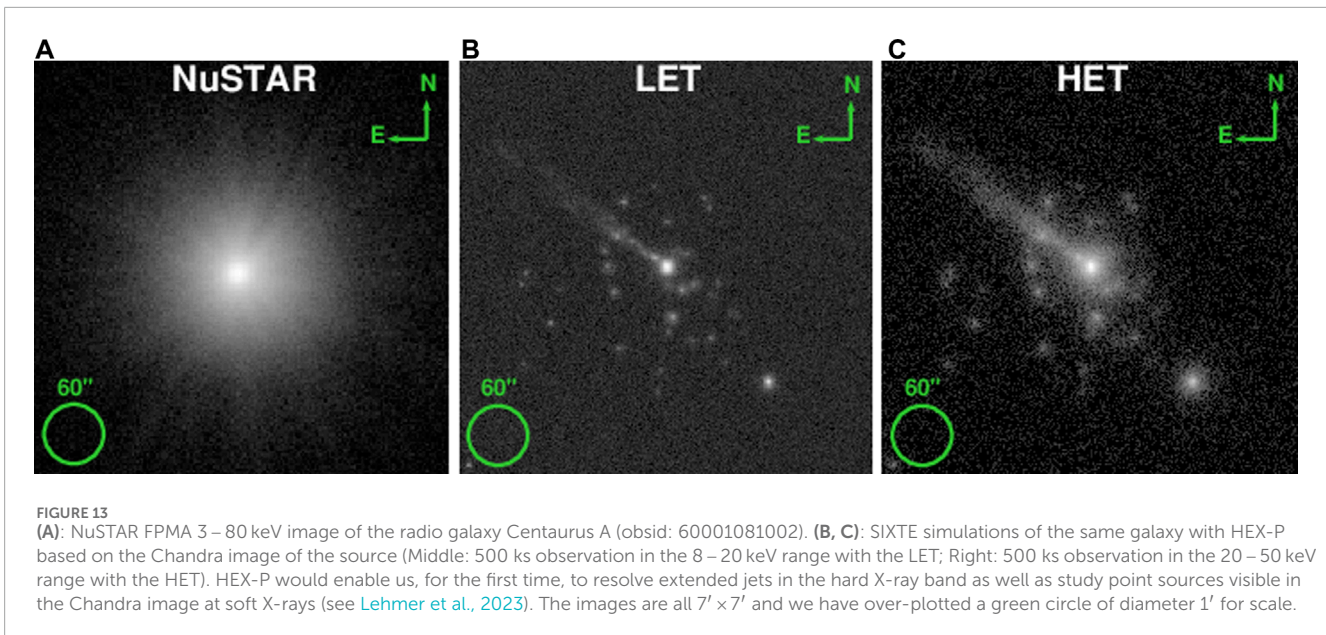 A
B
C
NuSTAR
LET
HET
N
E
N
E
N
E
60″
60″
60″
FIGURE 13
(A): NuSTAR FPMA 3 – 80 keV image of the radio galaxy Centaurus A (obsid: 60001081002). (B, C): SIXTE simulations of the same galaxy with HEX-P
based on the Chandra image of the source (Middle: 500 ks observation in the 8 – 20 keV range with the LET; Right: 500 ks observation in the 20 – 50 keV
range with the HET). HEX-P would enable us, for the first time, to resolve extended jets in the hard X-ray band as well as study point sources visible in
the Chandra image at soft X-rays (see Lehmer et al., 2023). The images are all 7′ × 7′ and we have over-plotted a green circle of diameter 1′ for scale.